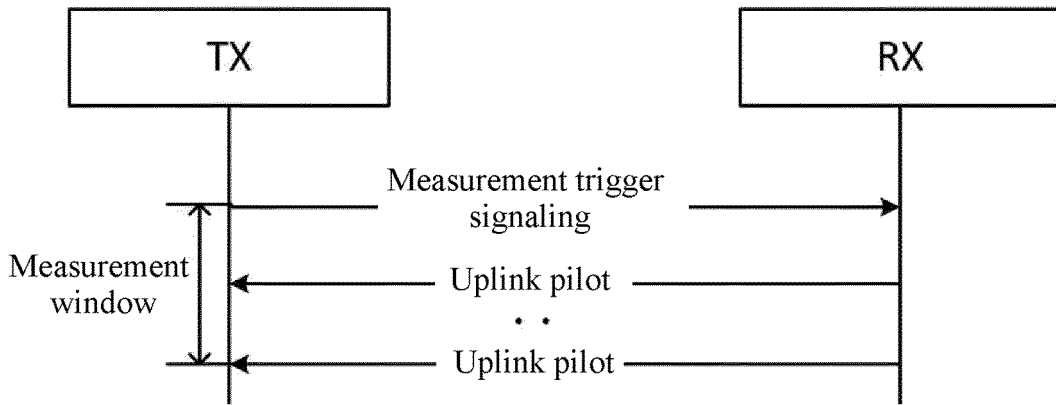 TX
RX
Measurement trigger
signaling
Measurement
window
Uplink pilot
Uplink pilot